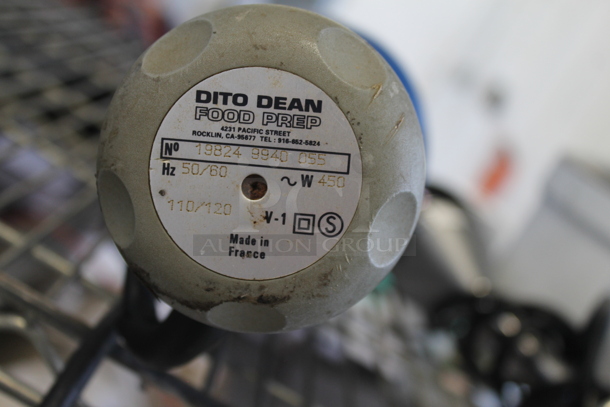 DITO DEAN
FOOD PREP
4231 PACIFIC STREET
ROCKLIN, CA-95677 TEL : 916-652-5824
Nº 19824 9940 055
Hz 50/60 ~ W 450
110/120 V-1 S
Made in
France
AUCTION GROUP